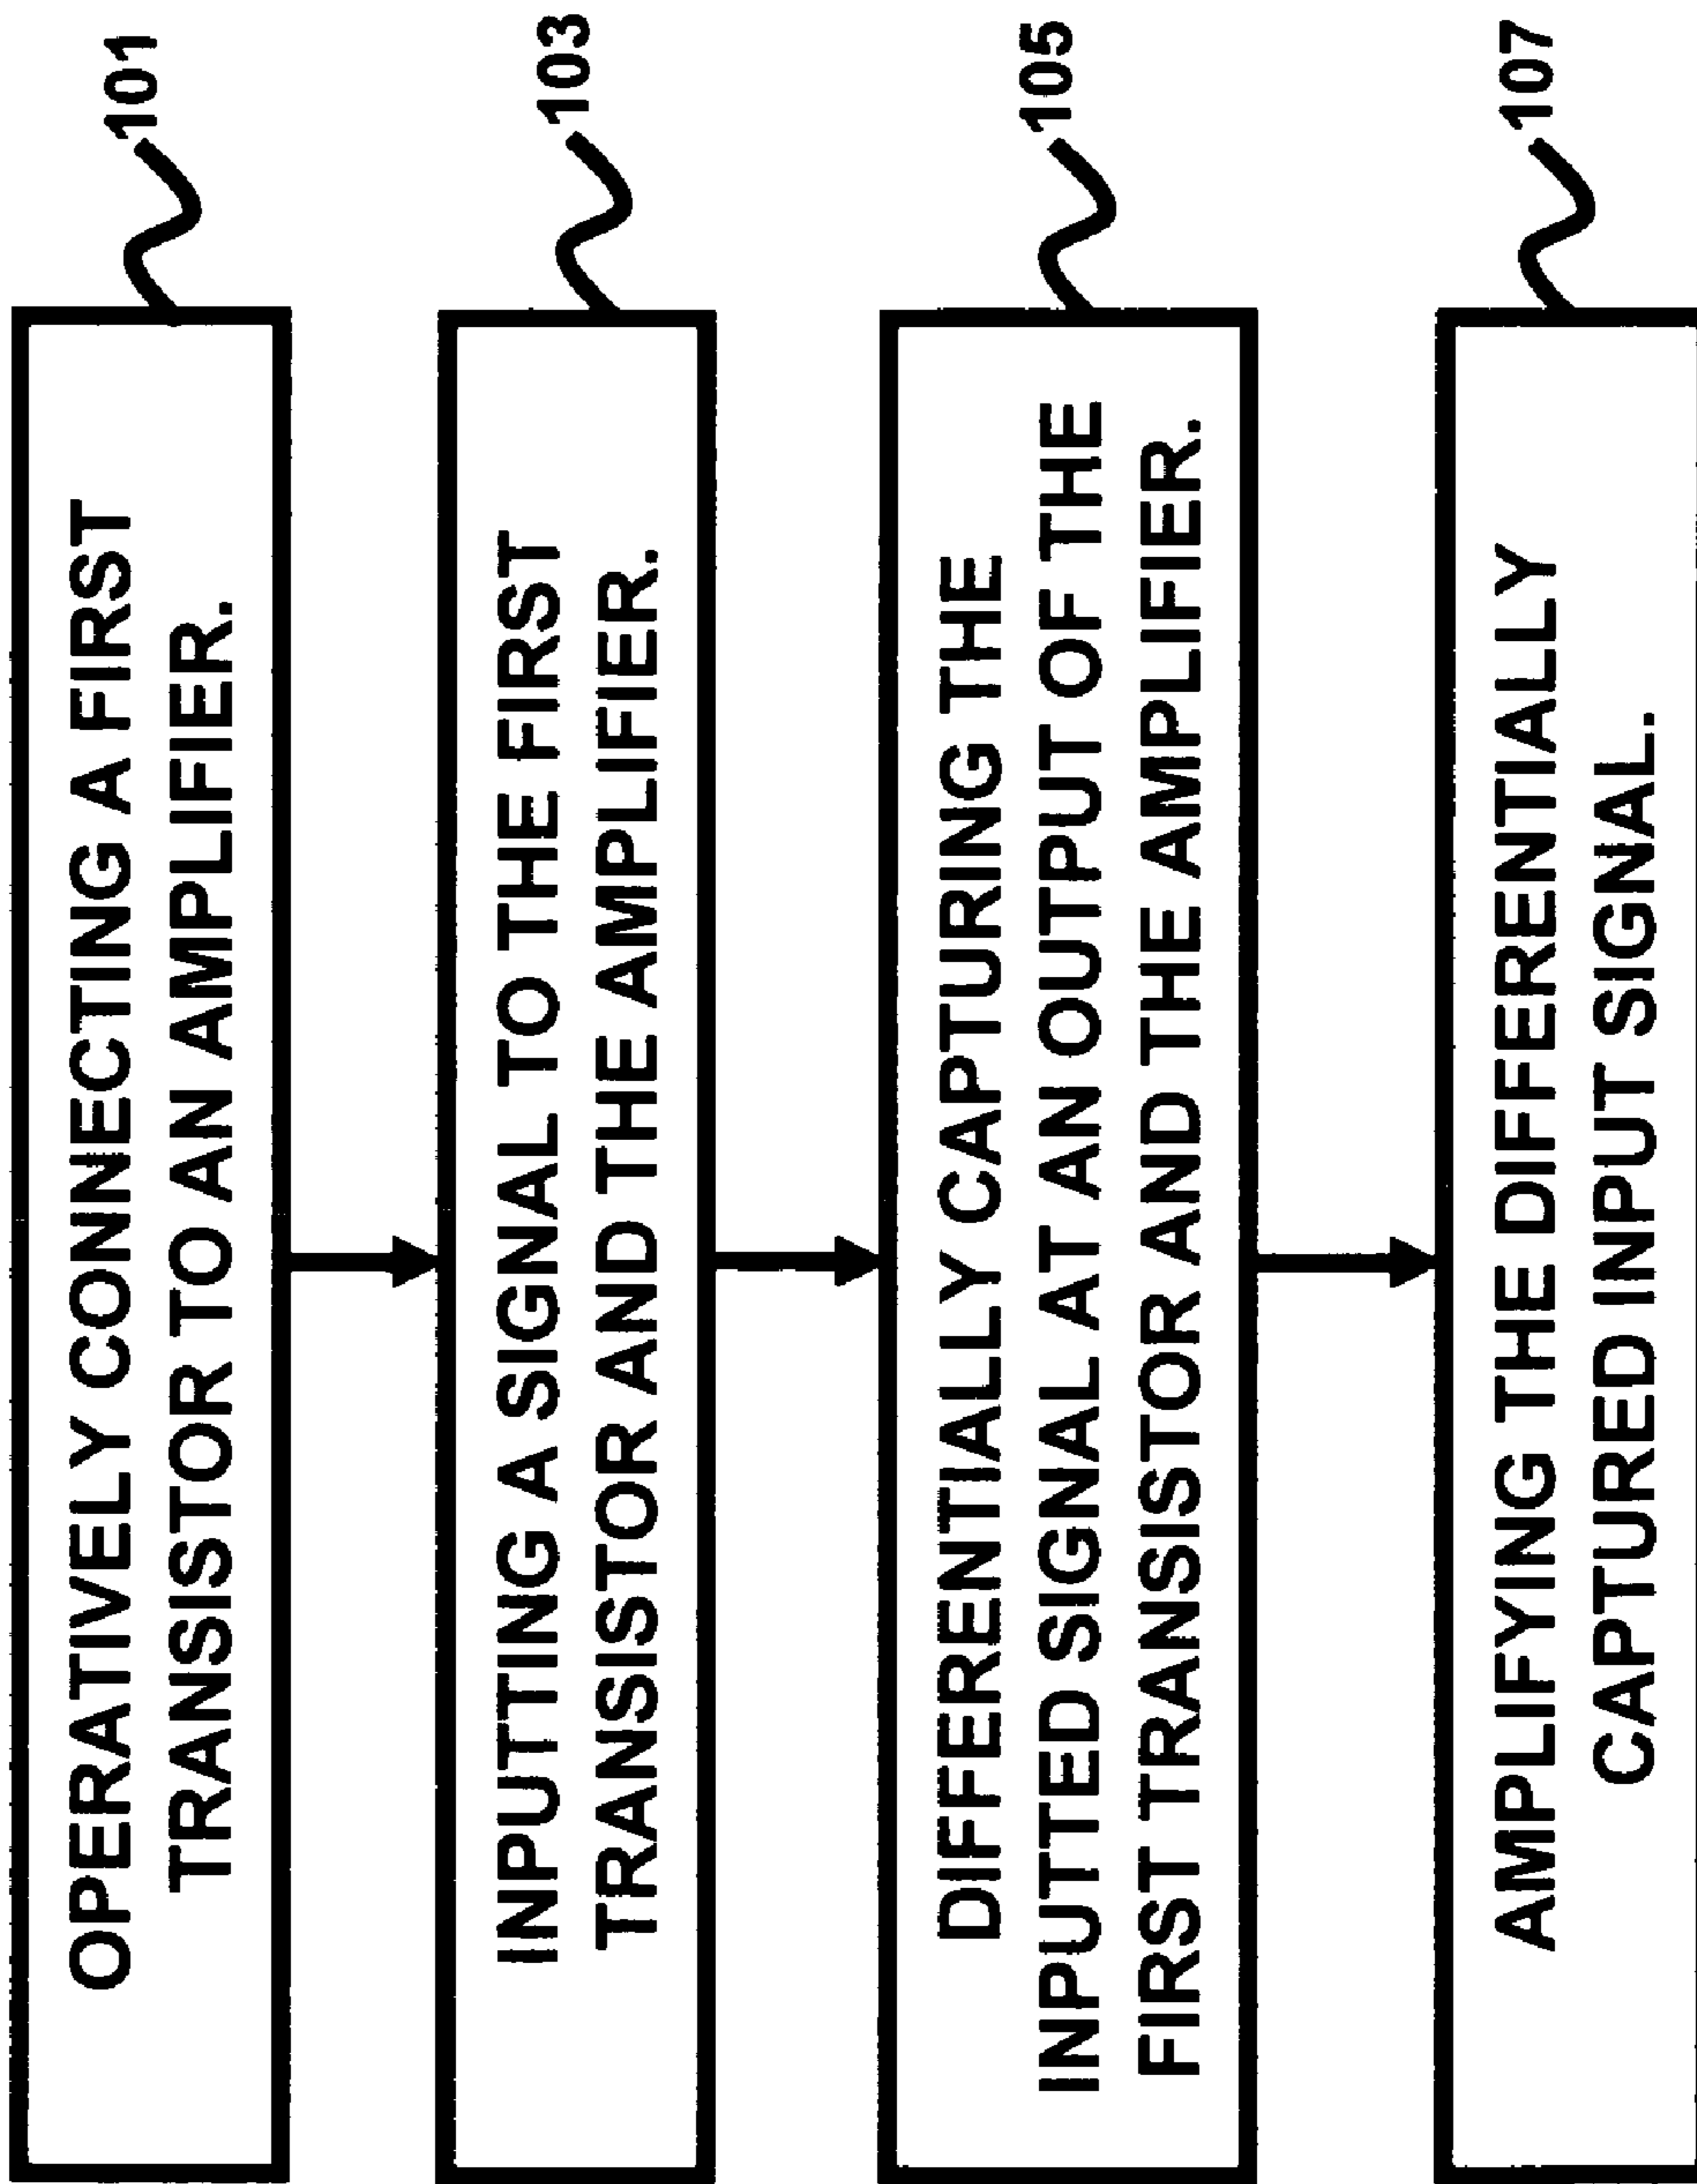 OPERATIVELY CONNECTING A FIRST
TRANSISTOR TO AN AMPLIFIER.
101
INPUTTING A SIGNAL TO THE FIRST
TRANSISTOR AND THE AMPLIFIER.
103
DIFFERENTIALLY CAPTURING THE
INPUTTED SIGNAL AT AN OUTPUT OF THE
FIRST TRANSISTOR AND THE AMPLIFIER.
105
AMPLIFYING THE DIFFERENTIALLY
CAPTURED INPUT SIGNAL.
107